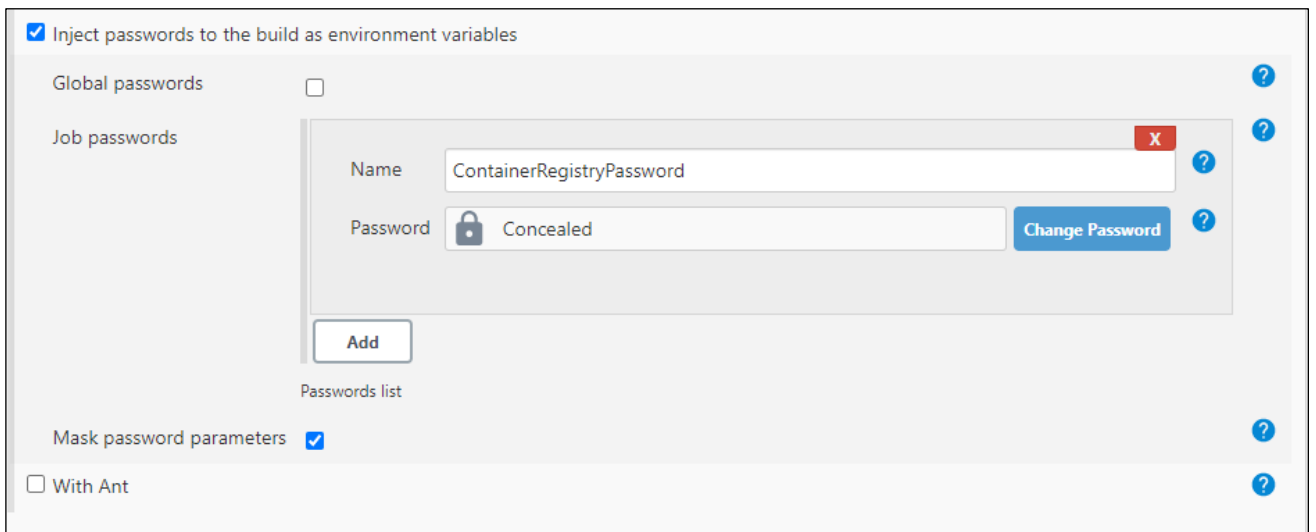 Inject passwords to the build as environment variables
Global passwords
?
Job passwords
X
?
Name
ContainerRegistryPassword
?
Password
Concealed
Change Password
?
Add
Passwords list
Mask password parameters
?
With Ant
?